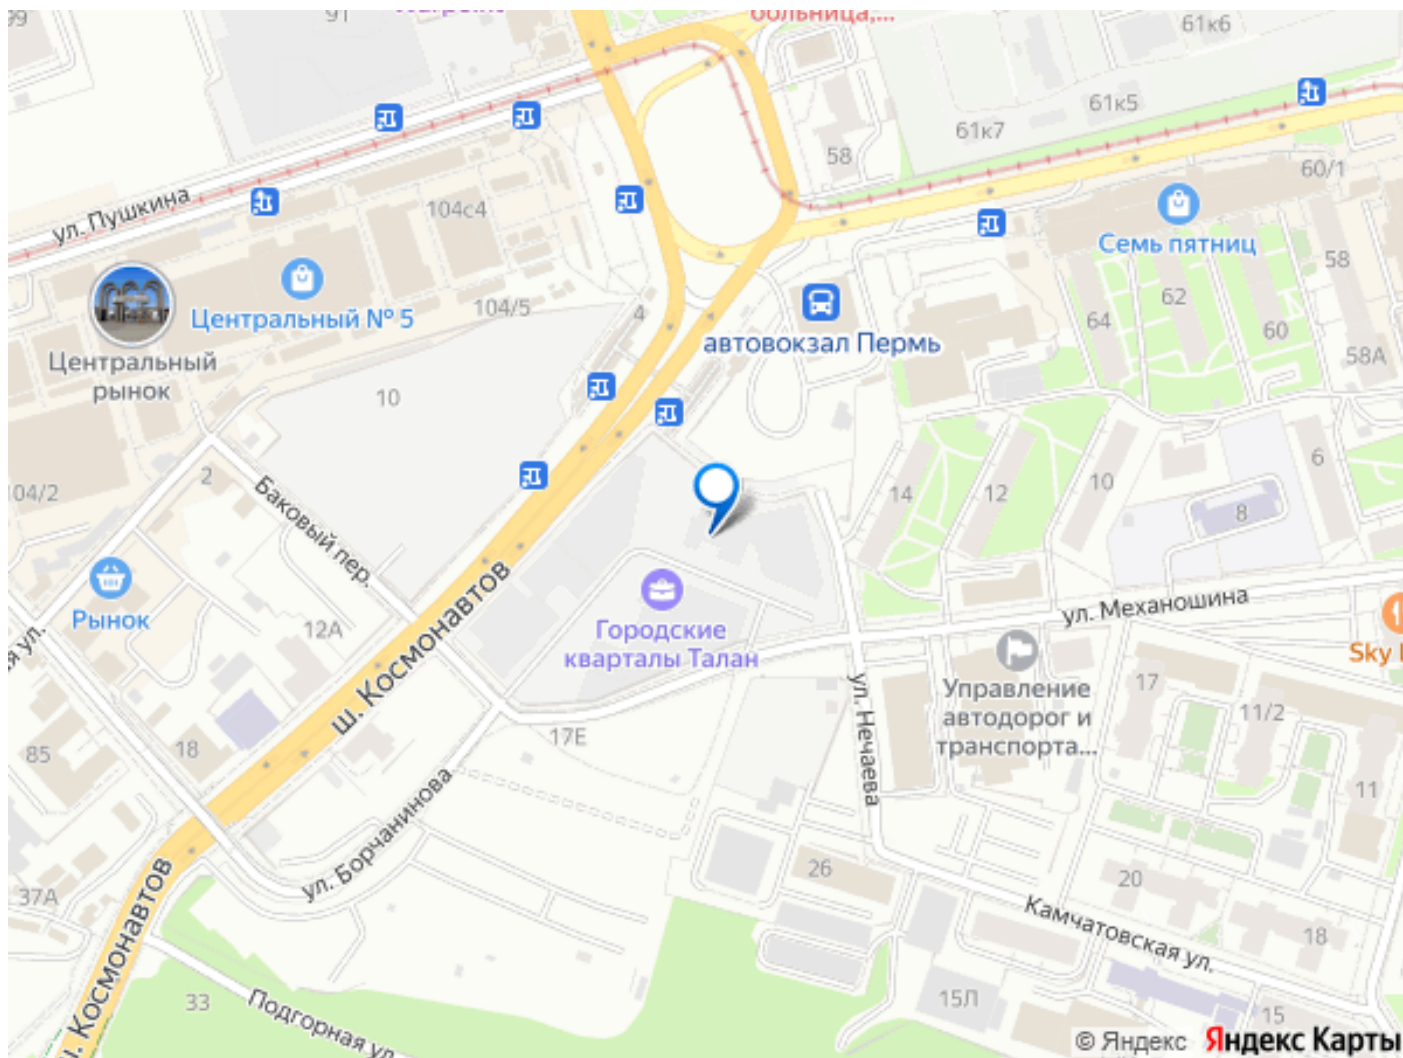 91
больница,...
61к6
61к5
61к7
58
60/1
ул. Пушкина
104с4
Семь пятниц
58
62
104/5
4
64
60
Центральный № 5
автовокзал Пермь
58А
Центральный
рынок
10
2
6
104/2
14
12
10
8
Баковый пер.
ш. Космонавтов
ул. Механошина
Рынок
12А
Городские
кварталы Талан
Sky
Управление
автодорог и
транспорта...
17
11/2
ул. Нечаева
17Е
18
85
11
ул. Борчанинова
26
20
37А
Камчатовская ул.
18
ш. Космонавтов
33
Подгорная ул.
15Л
15
© Яндекс
Яндекс Карты